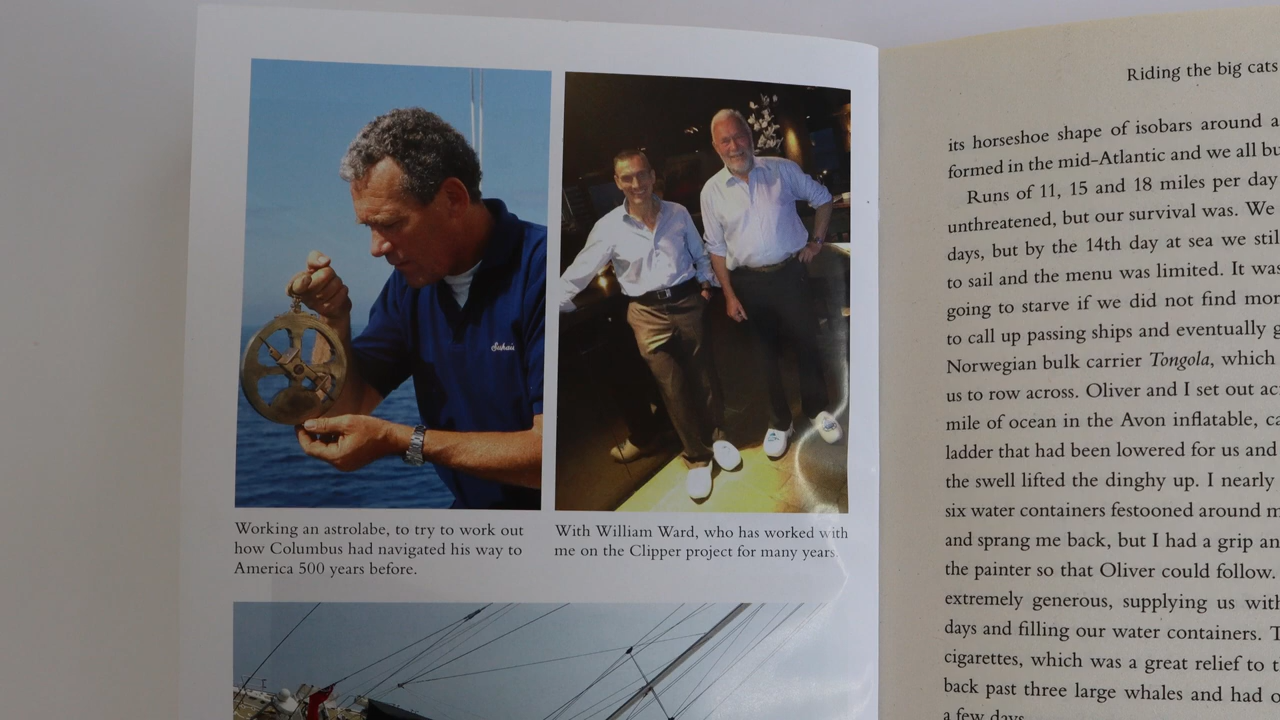 Suhaili
Working an astrolabe, to try to work out
how Columbus had navigated his way to
America 500 years before.
With William Ward, who has worked with
me on the Clipper project for many years.
Riding the big cats
its horseshoe shape of isobars around a
formed in the mid-Atlantic and we all
Runs of 11, 15 and 18 miles per day
unthreatened, but our survival was. We
days, but by the 14th day at sea we
to sail and the menu was limited. It was
going to starve if we did not find
to call up passing ships and eventually
Norwegian bulk carrier Tongola, which
us to row across. Oliver and I set out
mile of ocean in the Avon inflatable,
ladder that had been lowered for us and
the swell lifted the dinghy up. I nearly
six water containers festooned around
and sprang me back, but I had a grip
the painter so that Oliver could follow.
extremely generous, supplying us
days and filling our water containers.
cigarettes, which was a great relief to
back past three large whales and had
a few days